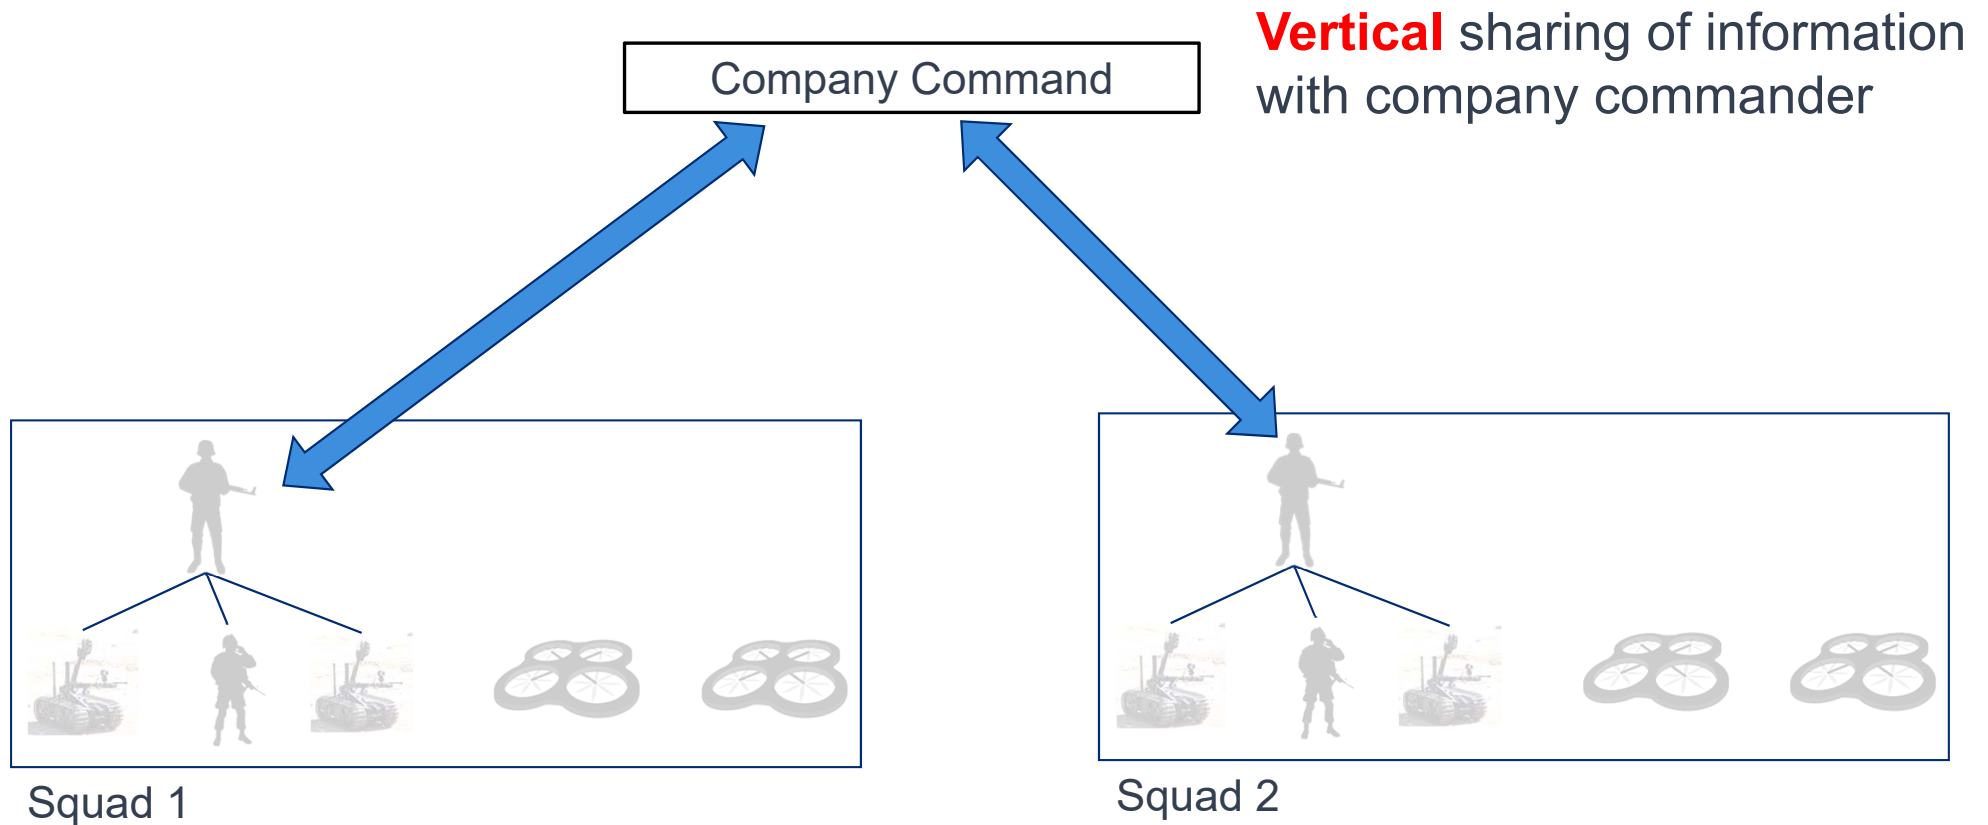 Vertical sharing of information
with company commander
Company Command
Squad 1
Squad 2